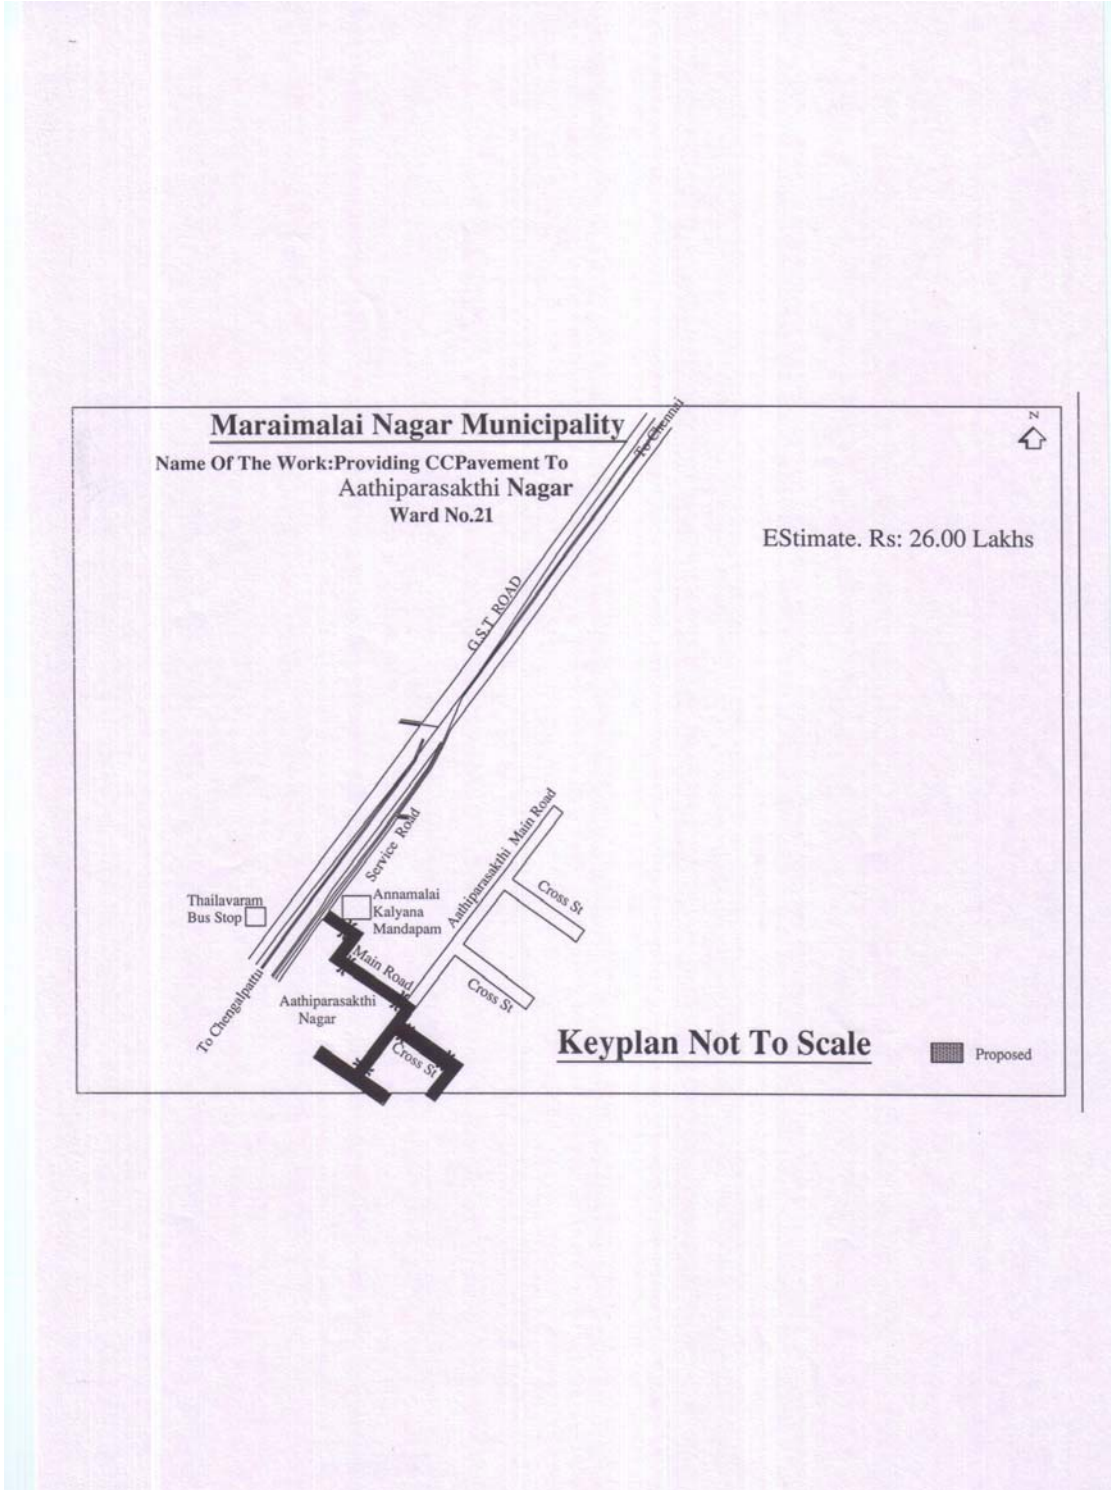 Maraimalai Nagar Municipality
To Chennai
N
Name Of The Work:Providing CCPavement To
Aathiparasakthi Nagar
Ward No.21
EStimate. Rs: 26.00 Lakhs
G.S.T ROAD
Service Road
Aathiparasakthi Main Road
Thailavaram
Bus Stop
Annamalai
Kalyana
Mandapam
Cross St
Main Road
Cross St
To Chengalpattu
Aathiparasakthi
Nagar
Cross St
Keyplan Not To Scale
Proposed